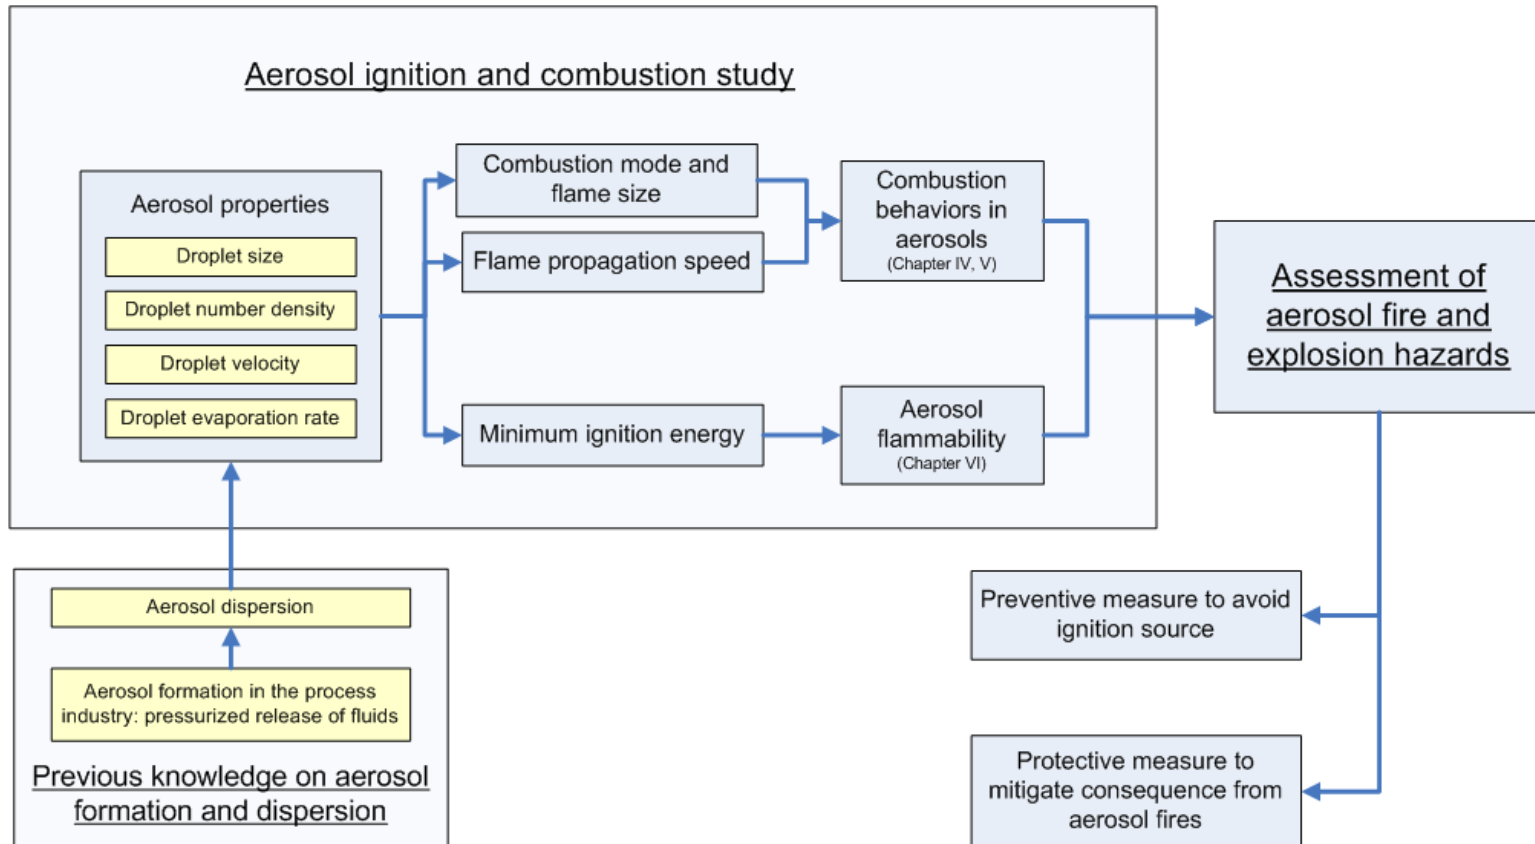 Aerosol ignition and combustion study
Aerosol properties
Droplet size
Droplet number density
Droplet velocity
Droplet evaporation rate
Combustion mode and
flame size
Flame propagation speed
Minimum ignition energy
Combustion
behaviors in
aerosols
(Chapter IV, V)
Aerosol
flammability
(Chapter VI)
Assessment of
aerosol fire and
explosion hazards
Aerosol dispersion
Aerosol formation in the process
industry: pressurized release of fluids
Previous knowledge on aerosol
formation and dispersion
Preventive measure to avoid
ignition source
Protective measure to
mitigate consequence from
aerosol fires